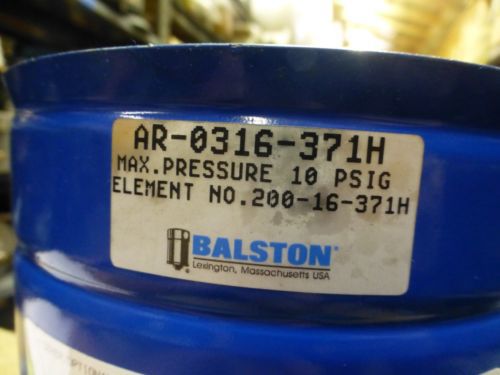 AR-0316-371H
MAX.PRESSURE 10 PSIG
ELEMENT NO.200-16-371H
BALSTON®
Lexington, Massachusetts USA